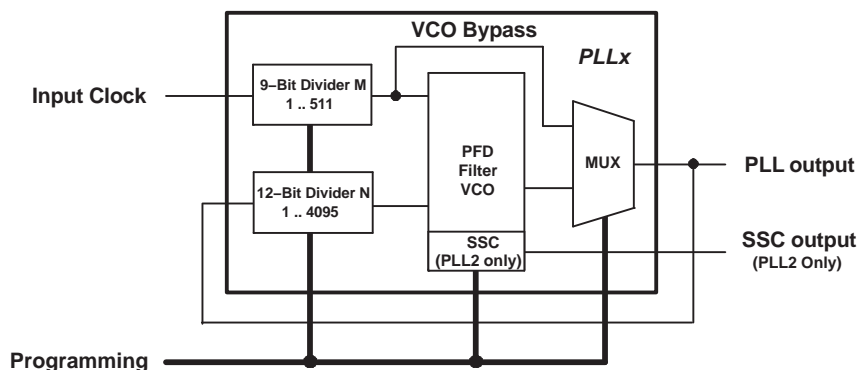 VCO Bypass
PLLx
Input Clock
9–Bit Divider M
1 .. 511
PFD
Filter
VCO
MUX
PLL output
12–Bit Divider N
1 .. 4095
SSC
(PLL2 only)
SSC output
(PLL2 Only)
Programming